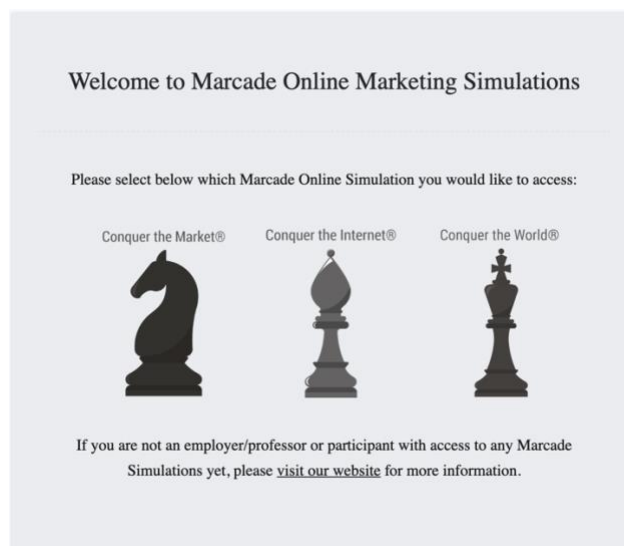 Welcome to Marcade Online Marketing Simulations
Please select below which Marcade Online Simulation you would like to access:
Conquer the Market®
Conquer the Internet®
Conquer the World®
If you are not an employer/professor or participant with access to any Marcade
Simulations yet, please visit our website for more information.